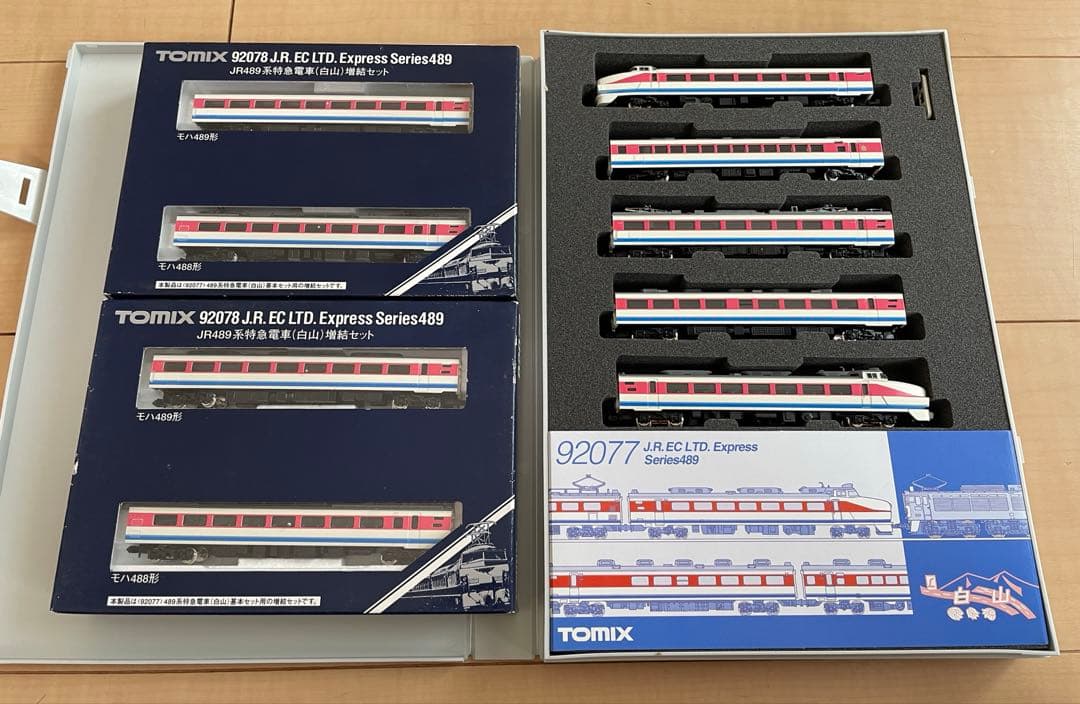 TOMIX 92078 J.R. EC LTD. Express Series489
JR489系特急電車(白山)増結セット
モハ489形
モハ488形
本製品は〈92077〉489系特急電車(白山)基本セット用の増結セットです。
TOMIX 92078 J.R. EC LTD. Express Series489
JR489系特急電車(白山)増結セット
モハ489形
モハ488形
本製品は〈92077〉489系特急電車(白山)基本セット用の増結セットです。
92077 J.R. EC LTD. Express
Series489
白山
TOMIX